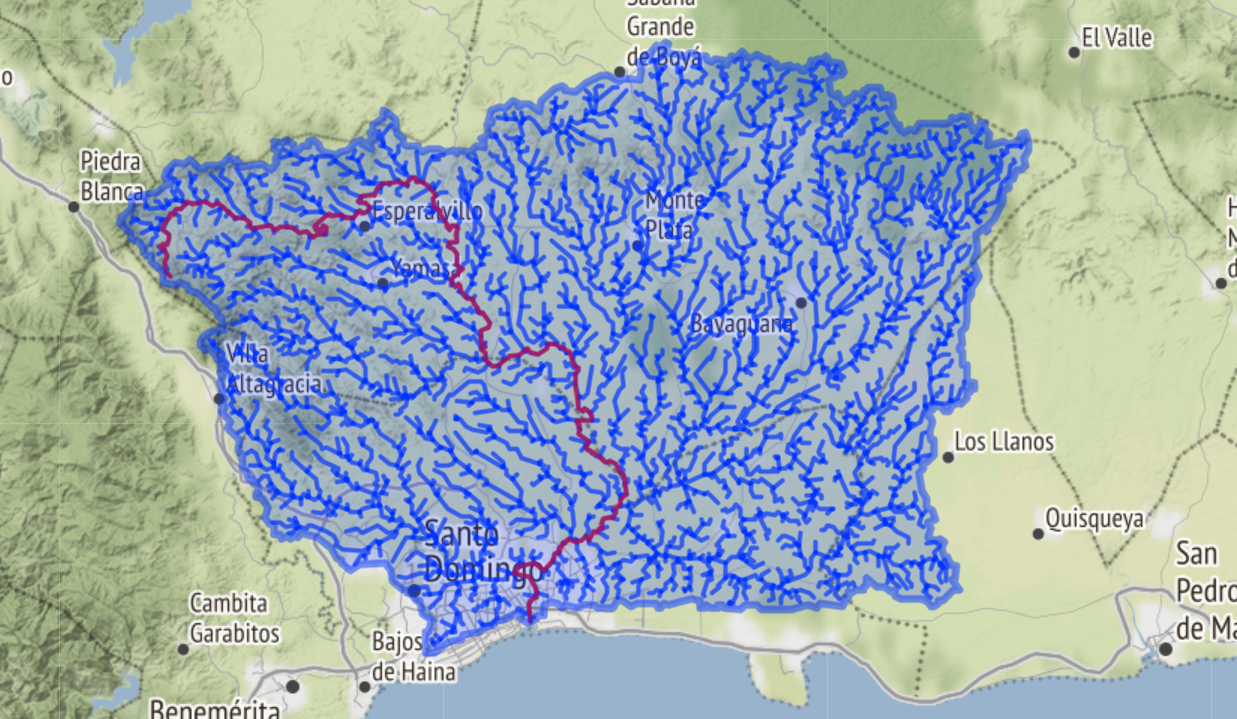 Sabana
Grande
de Boyá
El Valle
Piedra
Blanca
Esperalvillo
Monte
Plata
Yamasá
Bayaguana
Villa
Altagracia
Los Llanos
Quisqueya
Santo
Domingo
San
Pedro
de Ma
Cambita
Garabitos
Bajos
de Haina
Benemérita
o
H
M
d